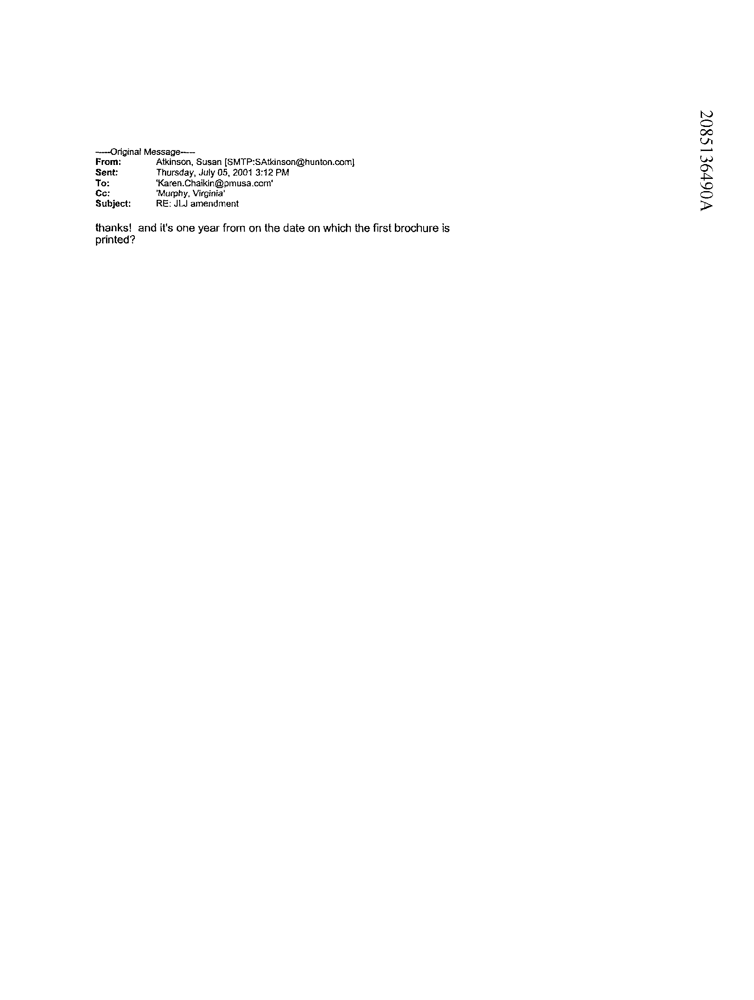 -----Original Message-----
From: Atkinson, Susan [SMTP:SAtkinson@hunton.com]
Sent: Thursday, July 05, 2001 3:12 PM
To: 'Karen.Chaikin@pmusa.com'
Cc: 'Murphy, Virginia'
Subject: RE: JLJ amendment
thanks! and it's one year from on the date on which the first brochure is
printed?
2085136490A